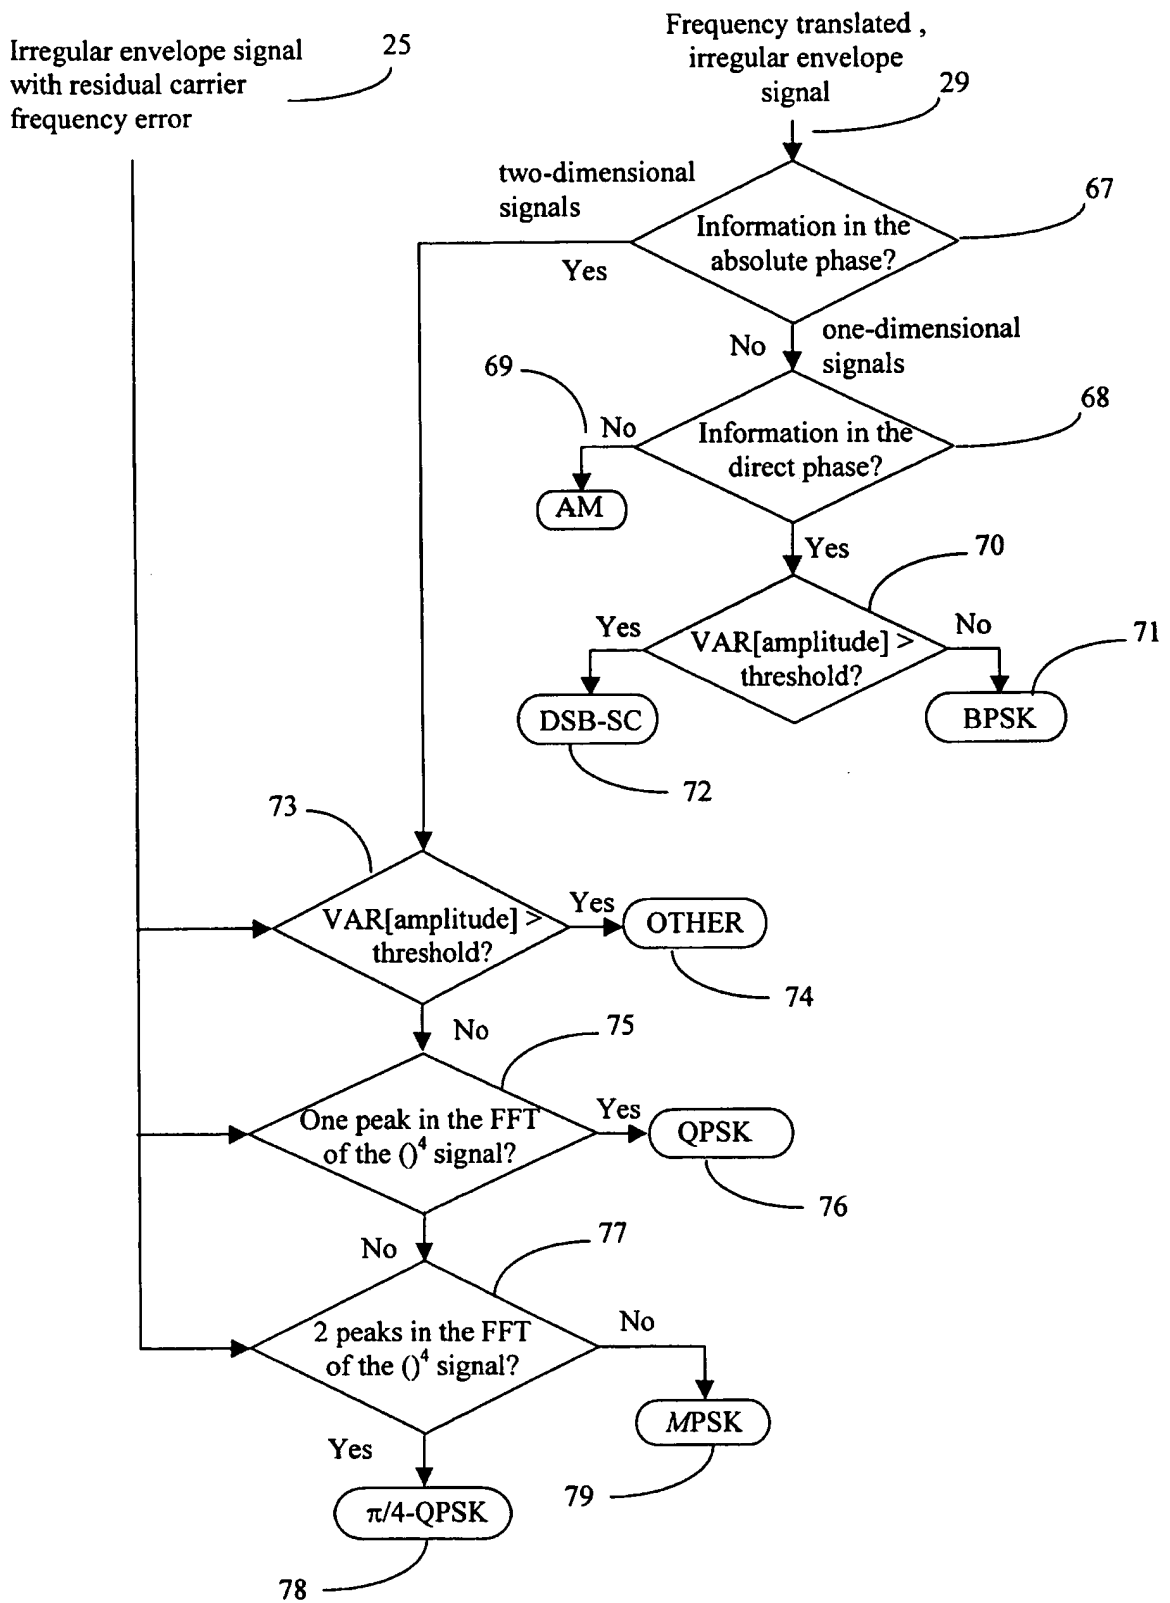 Irregular envelope signal
with residual carrier
frequency error
25
Frequency translated ,
irregular envelope
signal
29
two-dimensional
signals
67
Information in the
absolute phase?
Yes
No
one-dimensional
signals
69
68
No
Information in the
direct phase?
AM
Yes
70
Yes
VAR[amplitude] >
threshold?
No
71
DSB-SC
BPSK
72
73
VAR[amplitude] >
threshold?
Yes
OTHER
74
No
75
One peak in the FFT
of the ()⁴ signal?
Yes
QPSK
76
No
77
2 peaks in the FFT
of the ()⁴ signal?
No
MPSK
Yes
79
π/4-QPSK
78